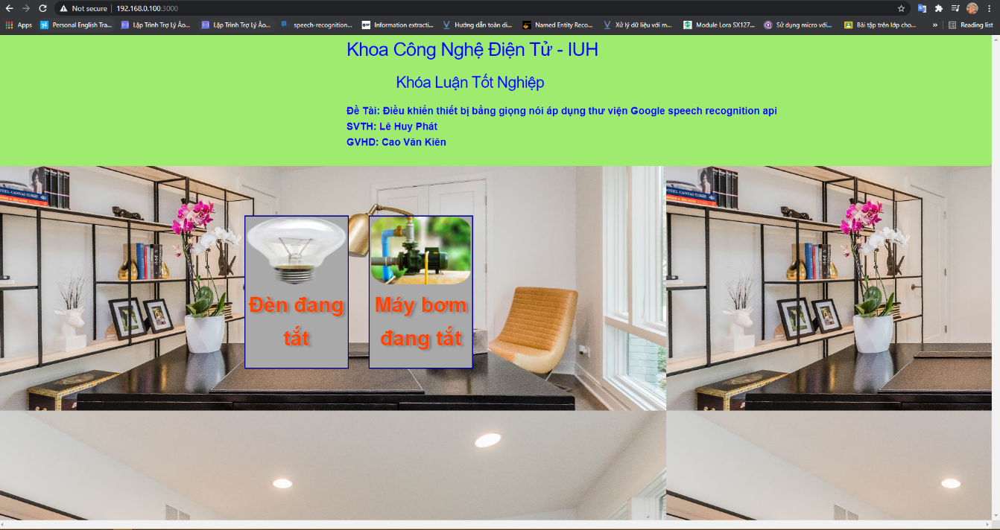 Not secure | 192.168.0.100:3000
Apps Personal English Tra... Lập Trình Trợ Lý Ảo... Lập Trình Trợ Lý Ảo... speech-recognition... Information extracti... Hướng dẫn toàn di... Named Entity Reco... Xử lý dữ liệu với m... Module Lora SX127... Sử dụng micro với... Bài tập trên lớp cho... » Reading list
Khoa Công Nghệ Điện Tử - IUH
Khóa Luận Tốt Nghiệp
Đề Tài: Điều khiển thiết bị bằng giọng nói áp dụng thư viện Google speech recognition api
SVTH: Lê Huy Phát
GVHD: Cao Văn Kiên
Đèn đang
tắt
Máy bơm
đang tắt